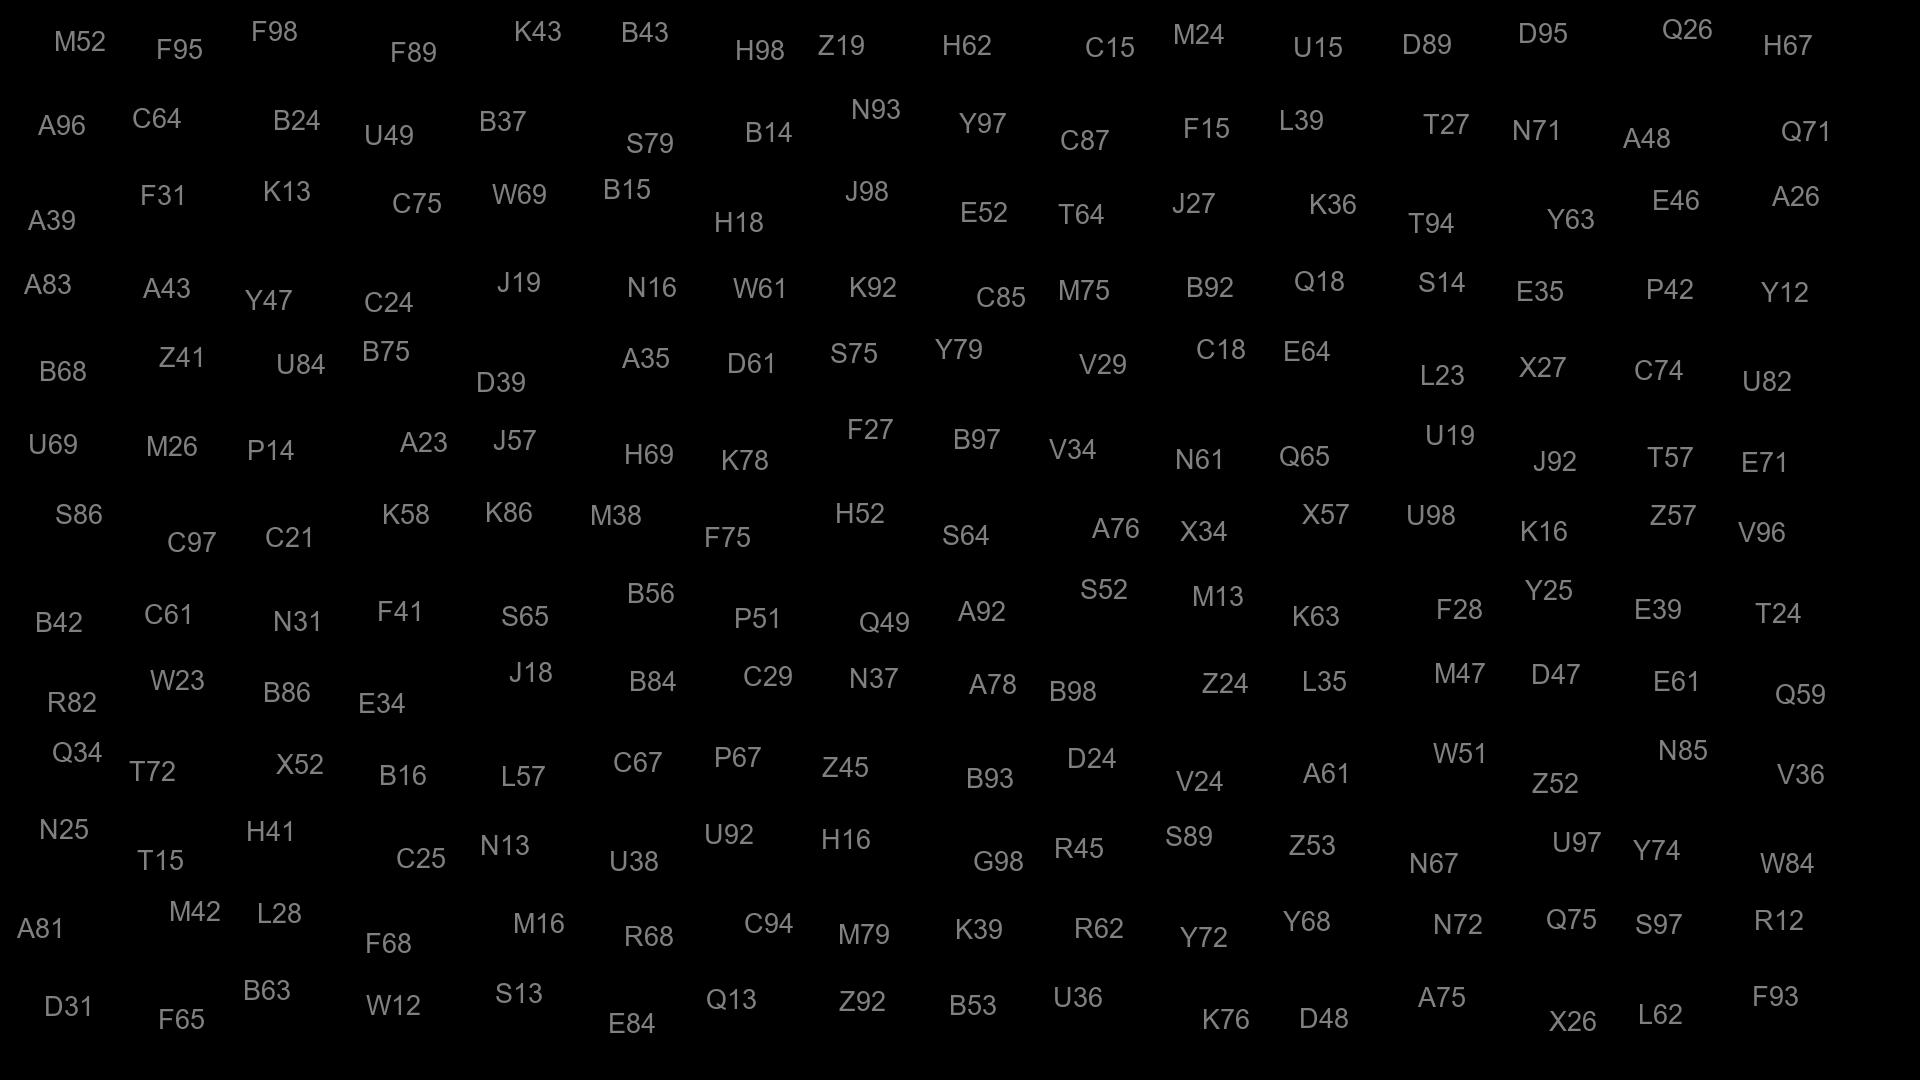 M52 F95 F98 F89 K43 B43 H98 Z19 H62 C15 M24 U15 D89 D95 Q26 H67
A96 C64 B24 U49 B37 S79 B14 N93 Y97 C87 F15 L39 T27 N71 A48 Q71
A39 F31 K13 C75 W69 B15 H18 J98 E52 T64 J27 K36 T94 Y63 E46 A26
A83 A43 Y47 C24 J19 N16 W61 K92 C85 M75 B92 Q18 S14 E35 P42 Y12
B68 Z41 U84 B75 D39 A35 D61 S75 Y79 V29 C18 E64 L23 X27 C74 U82
U69 M26 P14 A23 J57 H69 K78 F27 B97 V34 N61 Q65 U19 J92 T57 E71
S86 C97 C21 K58 K86 M38 F75 H52 S64 A76 X34 X57 U98 K16 Z57 V96
B42 C61 N31 F41 S65 B56 P51 Q49 A92 S52 M13 K63 F28 Y25 E39 T24
R82 W23 B86 E34 J18 B84 C29 N37 A78 B98 Z24 L35 M47 D47 E61 Q59
Q34 T72 X52 B16 L57 C67 P67 Z45 B93 D24 V24 A61 W51 Z52 N85 V36
N25 T15 H41 C25 N13 U38 U92 H16 G98 R45 S89 Z53 N67 U97 Y74 W84
A81 M42 L28 F68 M16 R68 C94 M79 K39 R62 Y72 Y68 N72 Q75 S97 R12
D31 F65 B63 W12 S13 E84 Q13 Z92 B53 U36 K76 D48 A75 X26 L62 F93